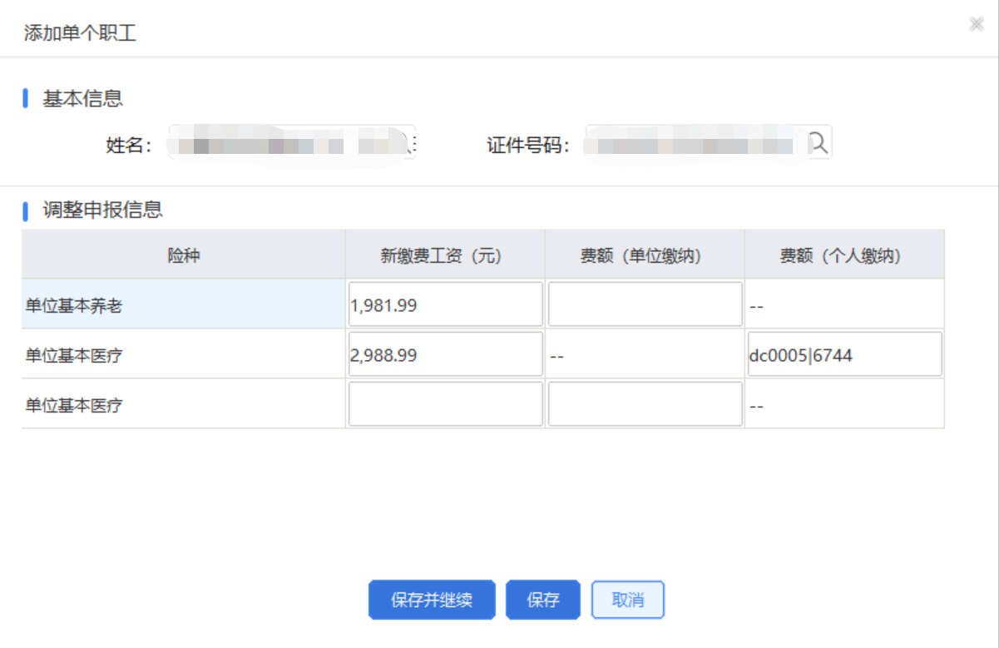 添加单个职工
基本信息
姓名：
证件号码：
调整申报信息
险种 新缴费工资（元） 费额（单位缴纳） 费额（个人缴纳）
单位基本养老 1,981.99 --
单位基本医疗 2,988.99 -- dc0005|6744
单位基本医疗 --
保存并继续 保存 取消